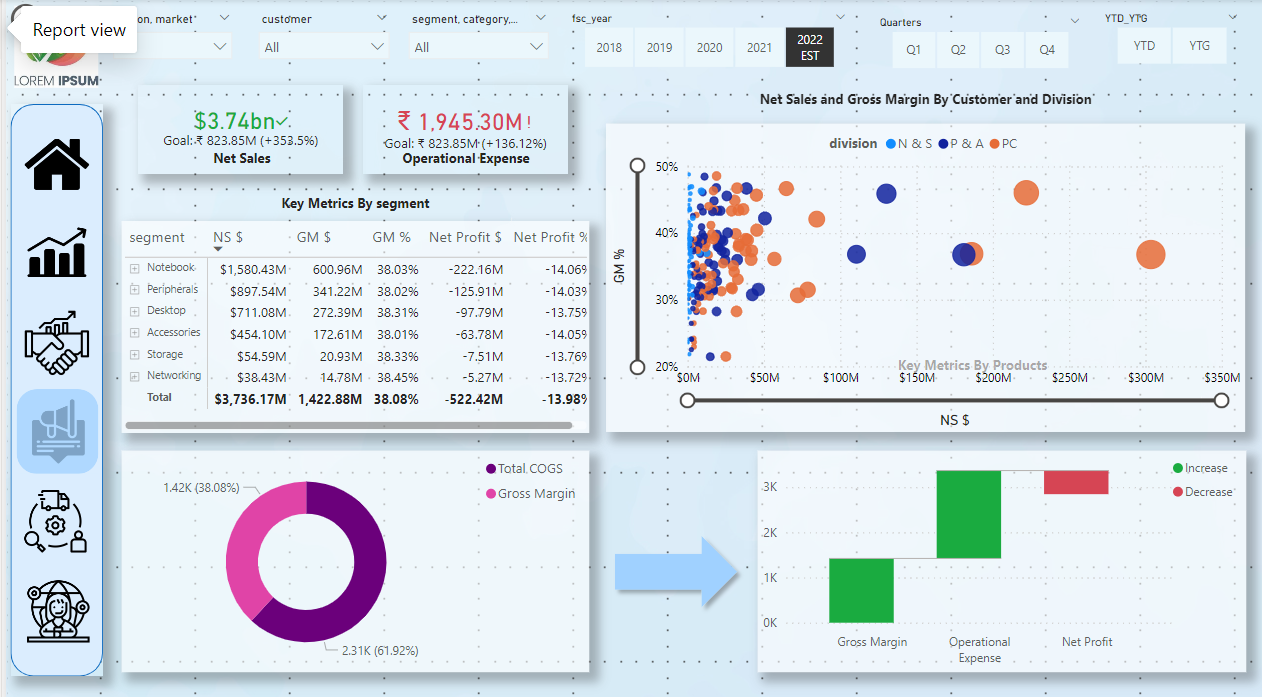 Report view
on, market
customer
segment, category,...
fsc_year
Quarters
YTD_YTG
All
All
2018
2019
2020
2021
2022
EST
Q1
Q2
Q3
Q4
YTD
YTG
LOREM IPSUM
$3.74bn
Goal: ₹ 823.85M (+353.5%)
Net Sales
₹ 1,945.30M!
Goal: ₹ 823.85M (+136.12%)
Operational Expense
Key Metrics By segment
segment NS $ GM $ GM % Net Profit $ Net Profit %
Notebook $1,580.43M 600.96M 38.03% -222.16M -14.06%
Peripherals $897.54M 341.22M 38.02% -125.91M -14.03%
Desktop $711.08M 272.39M 38.31% -97.79M -13.75%
Accessories $454.10M 172.61M 38.01% -63.78M -14.05%
Storage $54.59M 20.93M 38.33% -7.51M -13.76%
Networking $38.43M 14.78M 38.45% -5.27M -13.72%
Total $3,736.17M 1,422.88M 38.08% -522.42M -13.98%
Net Sales and Gross Margin By Customer and Division
division N & S P & A PC
50%
40%
30%
20%
GM %
Key Metrics By Products
$0M $50M $100M $150M $200M $250M $300M $350M
NS $
Total COGS
Gross Margin
1.42K (38.08%)
2.31K (61.92%)
Increase
Decrease
3K
2K
1K
0K
Gross Margin
Operational
Expense
Net Profit